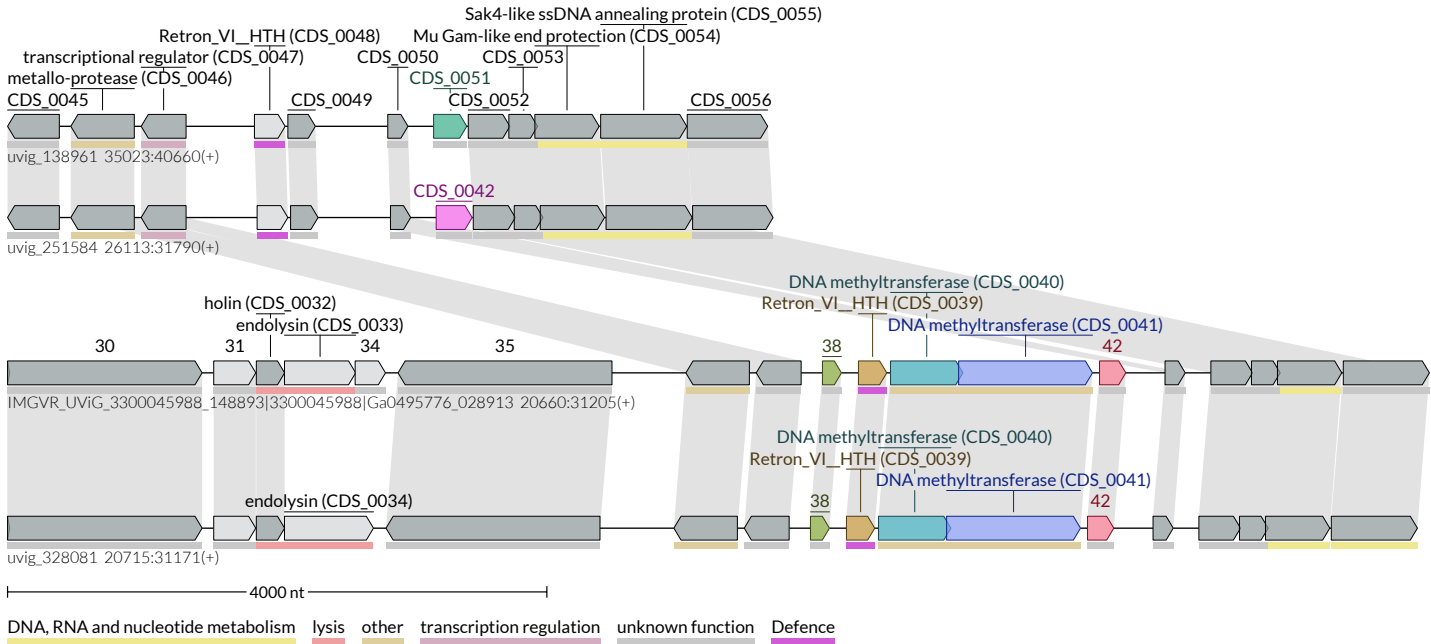 Sak4-like ssDNA annealing protein (CDS_0055)
Retron_VI__HTH (CDS_0048) Mu Gam-like end protection (CDS_0054)
transcriptional regulator (CDS_0047) CDS_0050 CDS_0053
metallo-protease (CDS_0046) CDS_0051
CDS_0045 CDS_0049 CDS_0052 CDS_0056
uvig_138961 35023:40660(+)
CDS_0042
uvig_251584 26113:31790(+)
DNA methyltransferase (CDS_0040)
holin (CDS_0032) Retron_VI__HTH (CDS_0039)
endolysin (CDS_0033) DNA methyltransferase (CDS_0041)
30 31 34 35 38 42
IMGVR_UViG_3300045988_148893|3300045988|Ga0495776_028913 20660:31205(+)
DNA methyltransferase (CDS_0040)
Retron_VI__HTH (CDS_0039)
DNA methyltransferase (CDS_0041)
endolysin (CDS_0034) 38 42
uvig_328081 20715:31171(+)
4000 nt
DNA, RNA and nucleotide metabolism lysis other transcription regulation unknown function Defence